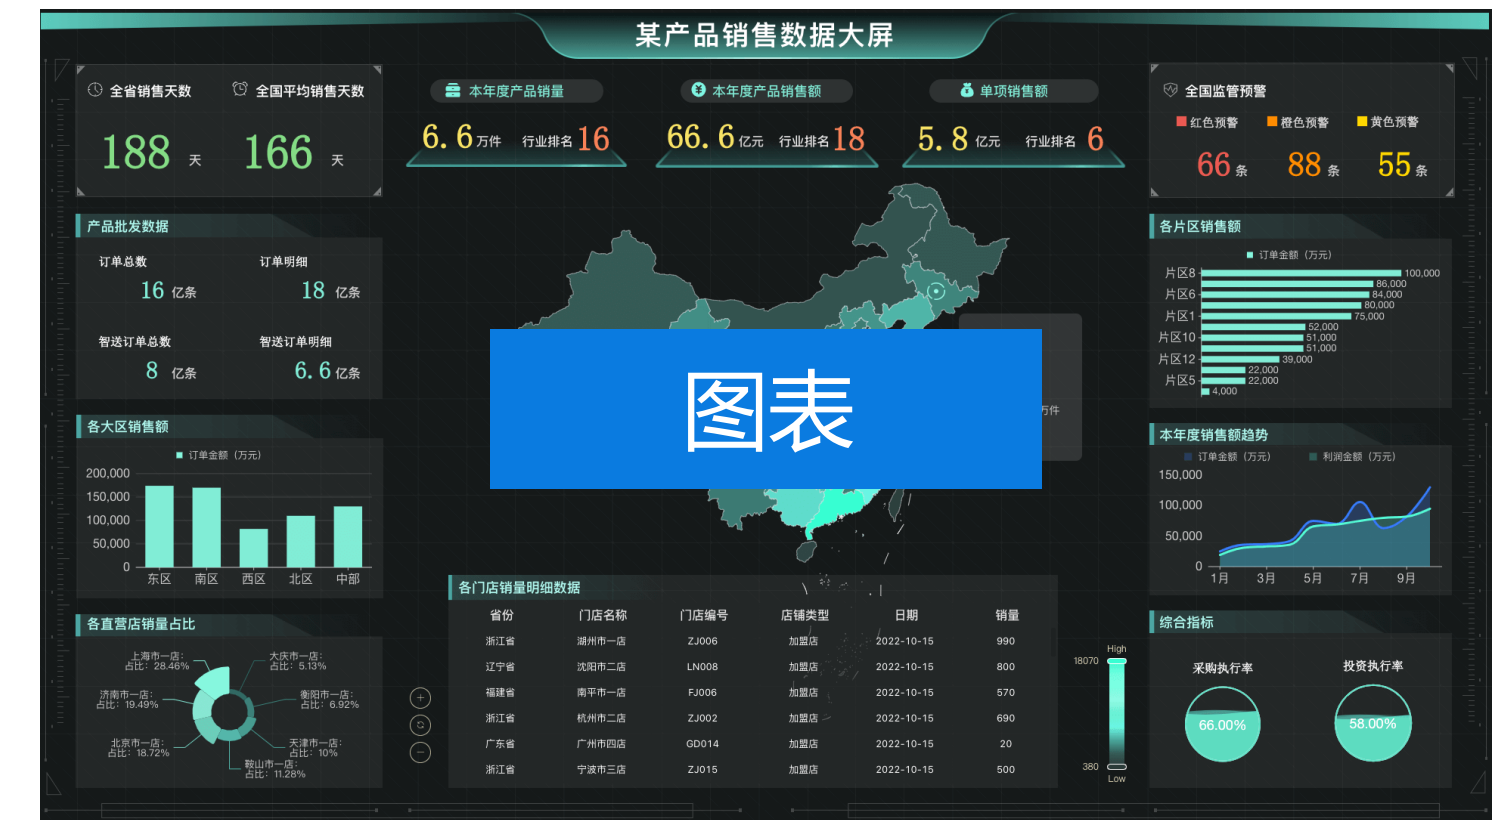 某产品销售数据大屏
全省销售天数
188 天
全国平均销售天数
166 天
本年度产品销量
6.6 万件 行业排名 16
本年度产品销售额
66.6 亿元 行业排名 18
单项销售额
5.8 亿元 行业排名 6
全国监管预警
红色预警 橙色预警 黄色预警
66 条 88 条 55 条
产品批发数据
订单总数 订单明细
16 亿条 18 亿条
智送订单总数 智送订单明细
8 亿条 6.6 亿条
各大区销售额
订单金额（万元）
200,000
150,000
100,000
50,000
0
东区 南区 西区 北区 中部
各直营店销量占比
上海市一店：
占比：28.46%
大庆市一店：
占比：5.13%
济南市一店：
占比：19.49%
衡阳市一店：
占比：6.92%
北京市一店：
占比：18.72%
天津市一店：
占比：10%
鞍山市一店：
占比：11.28%
图表
万件
各门店销量明细数据
省份 门店名称 门店编号 店铺类型 日期 销量
浙江省 湖州市一店 ZJ006 加盟店 2022-10-15 990
辽宁省 沈阳市二店 LN008 加盟店 2022-10-15 800
福建省 南平市一店 FJ006 加盟店 2022-10-15 570
浙江省 杭州市二店 ZJ002 加盟店 2022-10-15 690
广东省 广州市四店 GD014 加盟店 2022-10-15 20
浙江省 宁波市三店 ZJ015 加盟店 2022-10-15 500
High
18070
380
Low
各片区销售额
订单金额（万元）
片区8 100,000
86,000
片区6 84,000
80,000
片区1 75,000
52,000
片区10 51,000
51,000
片区12 39,000
22,000
片区5 22,000
4,000
本年度销售额趋势
订单金额（万元） 利润金额（万元）
150,000
100,000
50,000
0
1月 3月 5月 7月 9月
综合指标
采购执行率 投资执行率
66.00% 58.00%